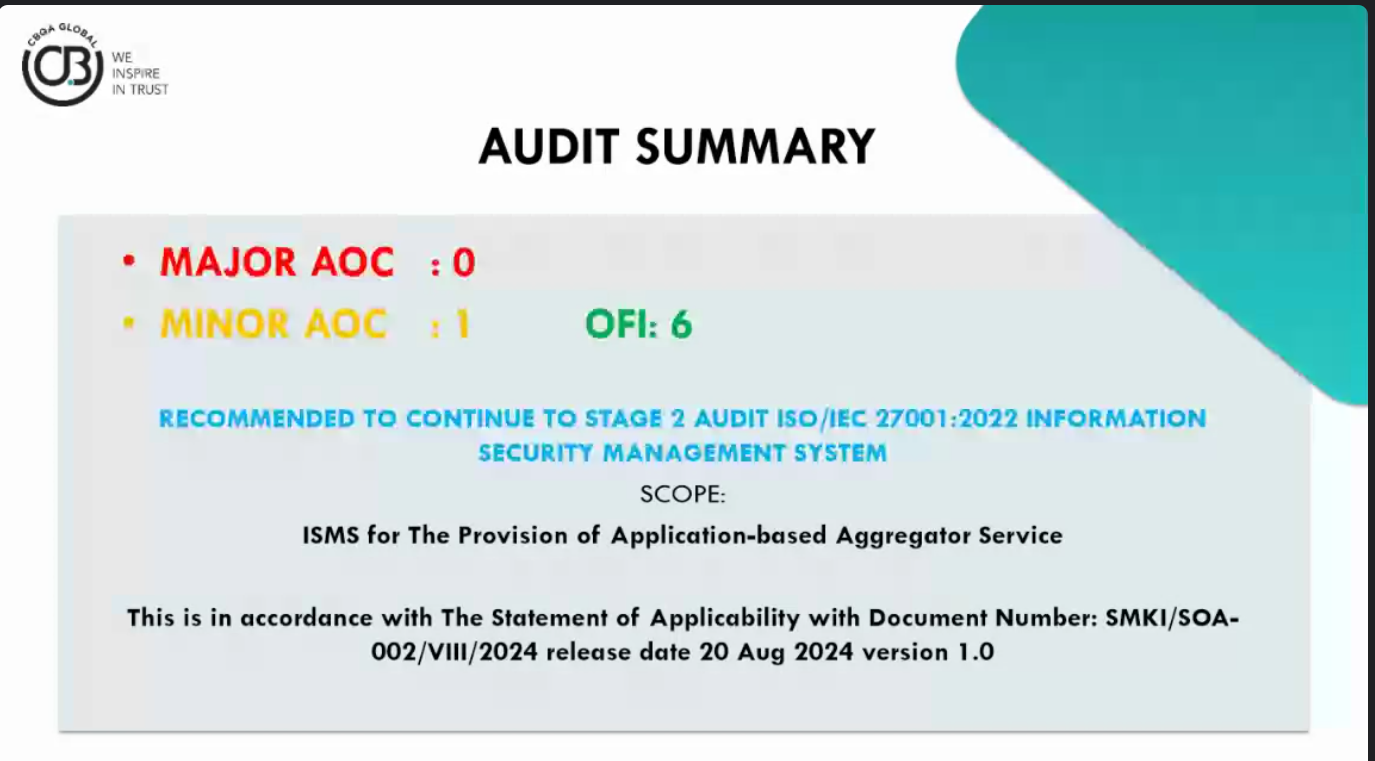 CBQA GLOBAL
CB
WE
INSPIRE
IN TRUST
AUDIT SUMMARY
• MAJOR AOC : 0
• MINOR AOC : 1 OFI: 6
RECOMMENDED TO CONTINUE TO STAGE 2 AUDIT ISO/IEC 27001:2022 INFORMATION
SECURITY MANAGEMENT SYSTEM
SCOPE:
ISMS for The Provision of Application-based Aggregator Service
This is in accordance with The Statement of Applicability with Document Number: SMKI/SOA-
002/VIII/2024 release date 20 Aug 2024 version 1.0